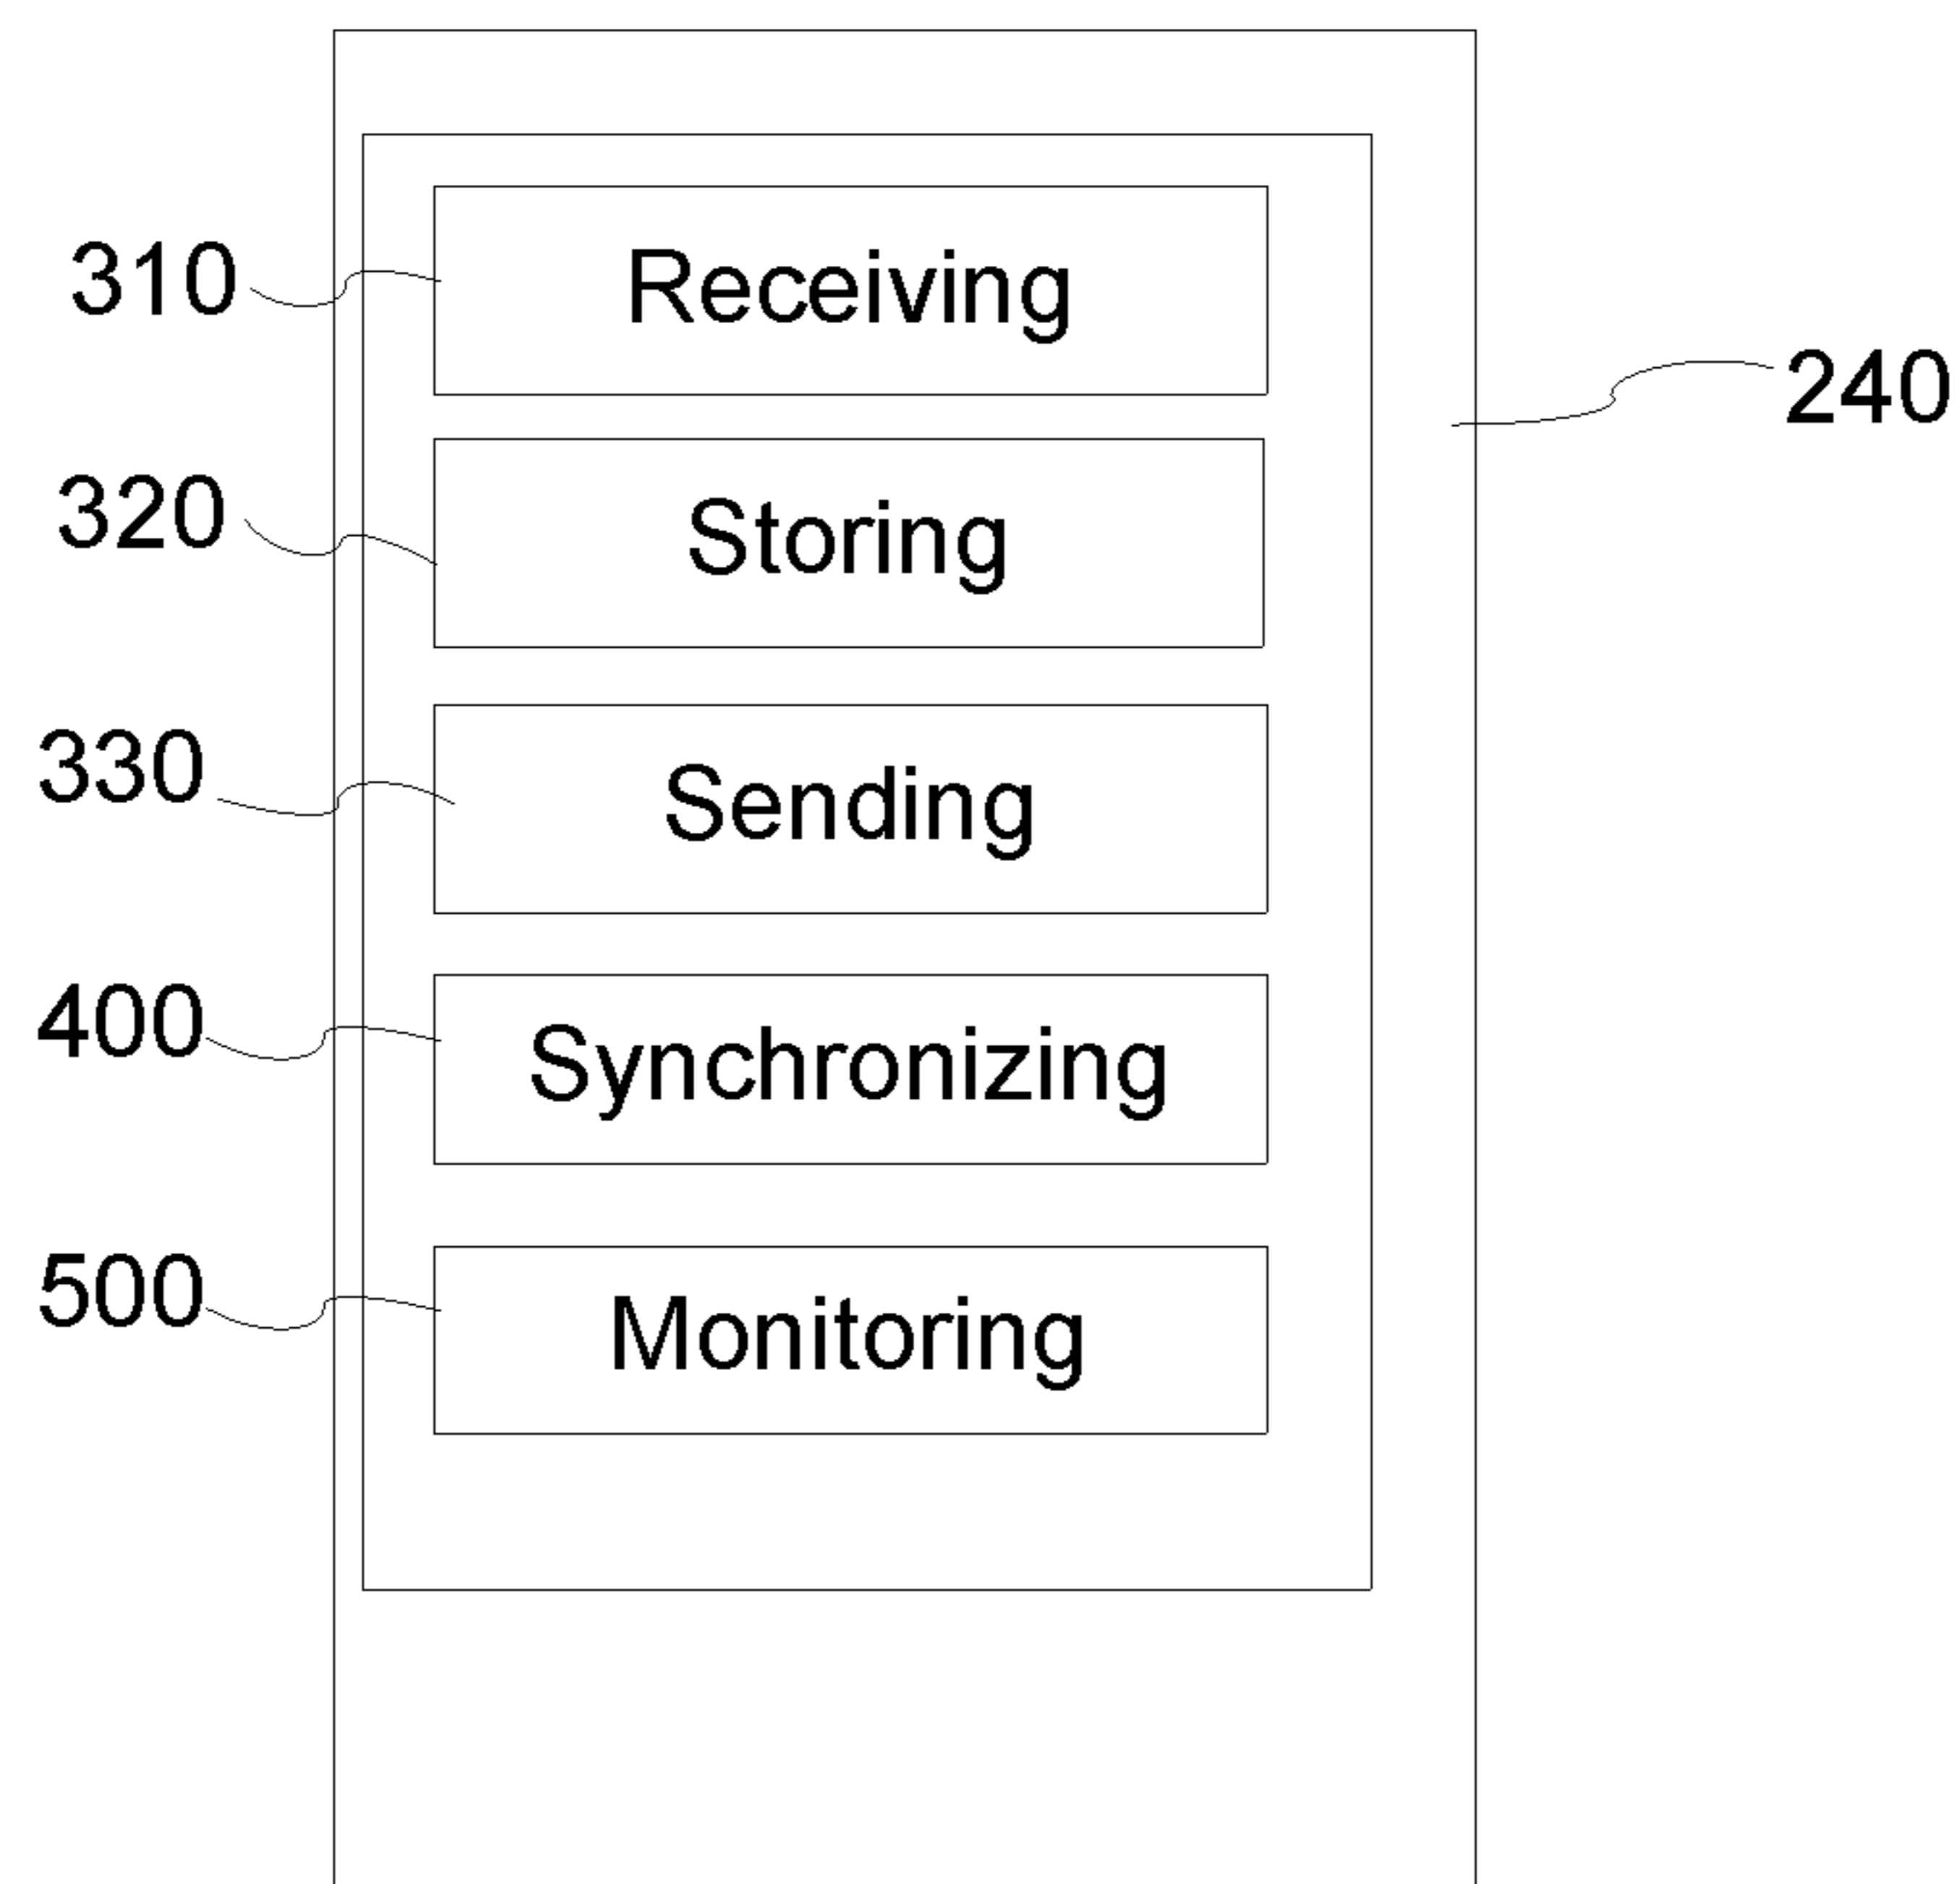 310
Receiving
240
320
Storing
330
Sending
400
Synchronizing
500
Monitoring